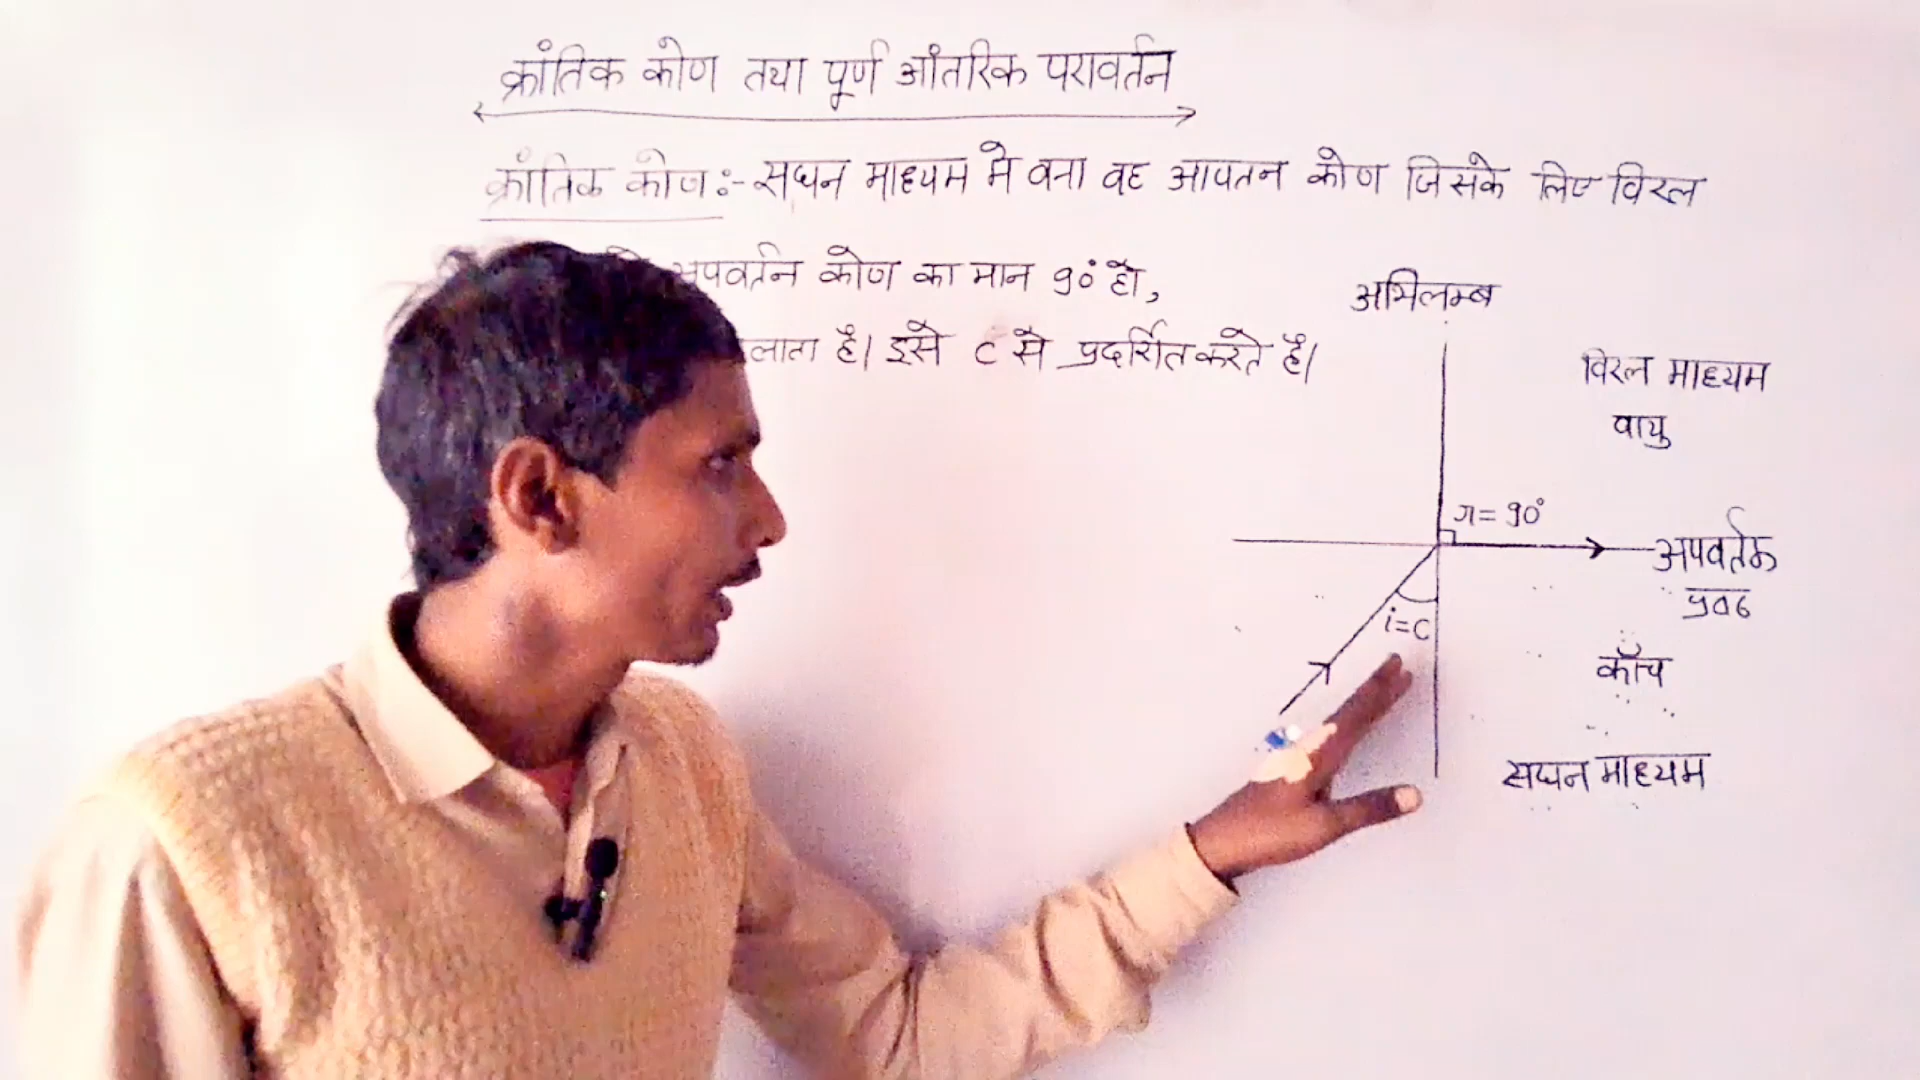 क्रांतिक कोण तथा पूर्ण आंतरिक परावर्तन
क्रांतिक कोण :- सघन माध्यम मे बना वह आपतन कोण जिसके लिए विरल
अपवर्तन कोण का मान 90° हो,
लाता है। इसे C से प्रदर्शित करते है।
अभिलम्ब
विरल माध्यम
वायु
r = 90°
अपवर्तक
पृष्ठ
i=C
काँच
सघन माध्यम